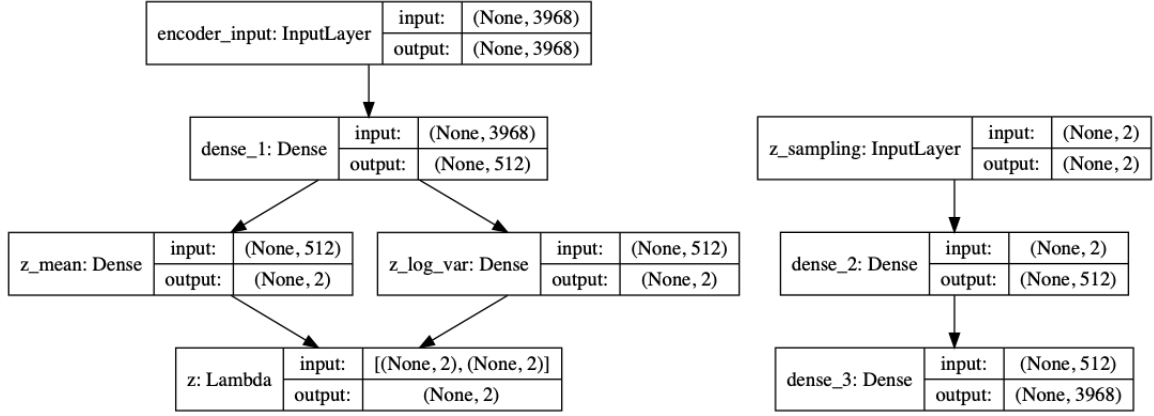 encoder_input: InputLayer
input: (None, 3968)
output: (None, 3968)
dense_1: Dense
input: (None, 3968)
output: (None, 512)
z_mean: Dense
input: (None, 512)
output: (None, 2)
z_log_var: Dense
input: (None, 512)
output: (None, 2)
z: Lambda
input: [(None, 2), (None, 2)]
output: (None, 2)
z_sampling: InputLayer
input: (None, 2)
output: (None, 2)
dense_2: Dense
input: (None, 2)
output: (None, 512)
dense_3: Dense
input: (None, 512)
output: (None, 3968)